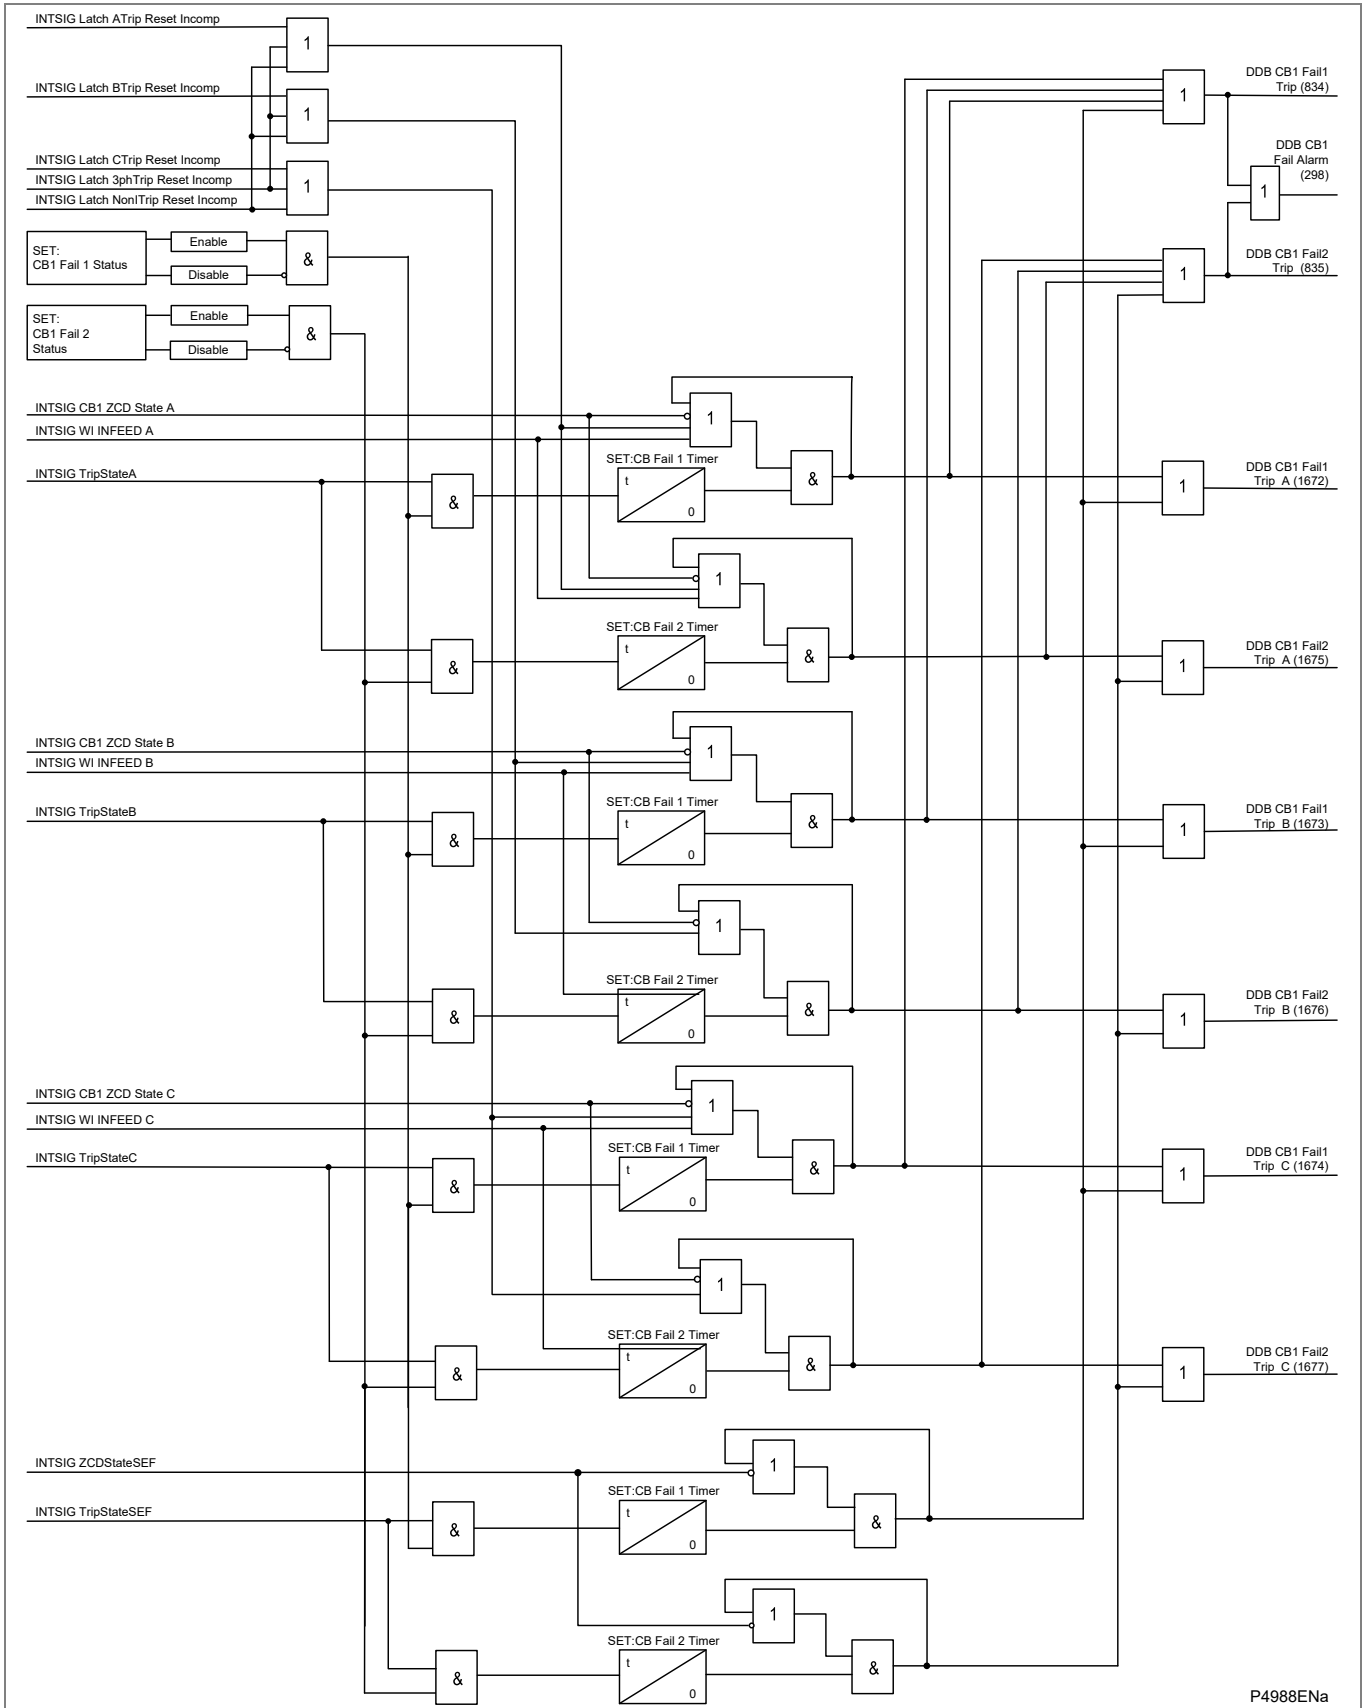 INTSIG Latch ATrip Reset Incomp
1
INTSIG Latch BTrip Reset Incomp
1
INTSIG Latch CTrip Reset Incomp
INTSIG Latch 3phTrip Reset Incomp
INTSIG Latch NonITrip Reset Incomp
1
SET:
CB1 Fail 1 Status
Enable
Disable
&
SET:
CB1 Fail 2
Status
Enable
Disable
&
1
DDB CB1 Fail1
Trip (834)
DDB CB1
Fail Alarm
(298)
1
1
DDB CB1 Fail2
Trip (835)
INTSIG CB1 ZCD State A
INTSIG WI INFEED A
1
INTSIG TripStateA
&
SET:CB Fail 1 Timer
t
0
&
1
DDB CB1 Fail1
Trip A (1672)
1
&
SET:CB Fail 2 Timer
t
0
&
1
DDB CB1 Fail2
Trip A (1675)
INTSIG CB1 ZCD State B
INTSIG WI INFEED B
1
INTSIG TripStateB
&
SET:CB Fail 1 Timer
t
0
&
1
DDB CB1 Fail1
Trip B (1673)
1
&
SET:CB Fail 2 Timer
t
0
&
1
DDB CB1 Fail2
Trip B (1676)
INTSIG CB1 ZCD State C
INTSIG WI INFEED C
1
INTSIG TripStateC
&
SET:CB Fail 1 Timer
t
0
&
1
DDB CB1 Fail1
Trip C (1674)
1
&
SET:CB Fail 2 Timer
t
0
&
1
DDB CB1 Fail2
Trip C (1677)
INTSIG ZCDStateSEF
1
INTSIG TripStateSEF
&
SET:CB Fail 1 Timer
t
0
&
1
&
SET:CB Fail 2 Timer
t
0
&
P4988ENa